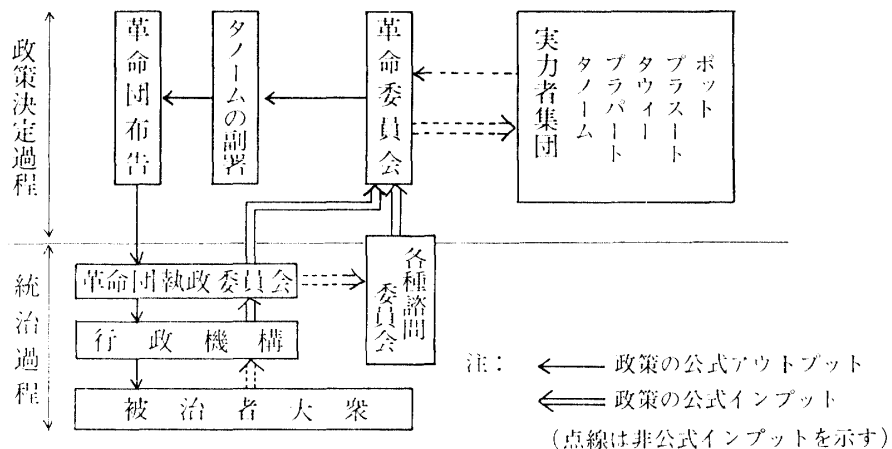 政策決定過程
革命団布告
タノームの副署
革命委員会
実力者集団
タノーム
プラパート
タウィー
プラスート
ポット
統治過程
革命団執政委員会
各種諮問
委員会
行政機構
被治者大衆
注：
政策の公式アウトプット
政策の公式インプット
(点線は非公式インプットを示す)